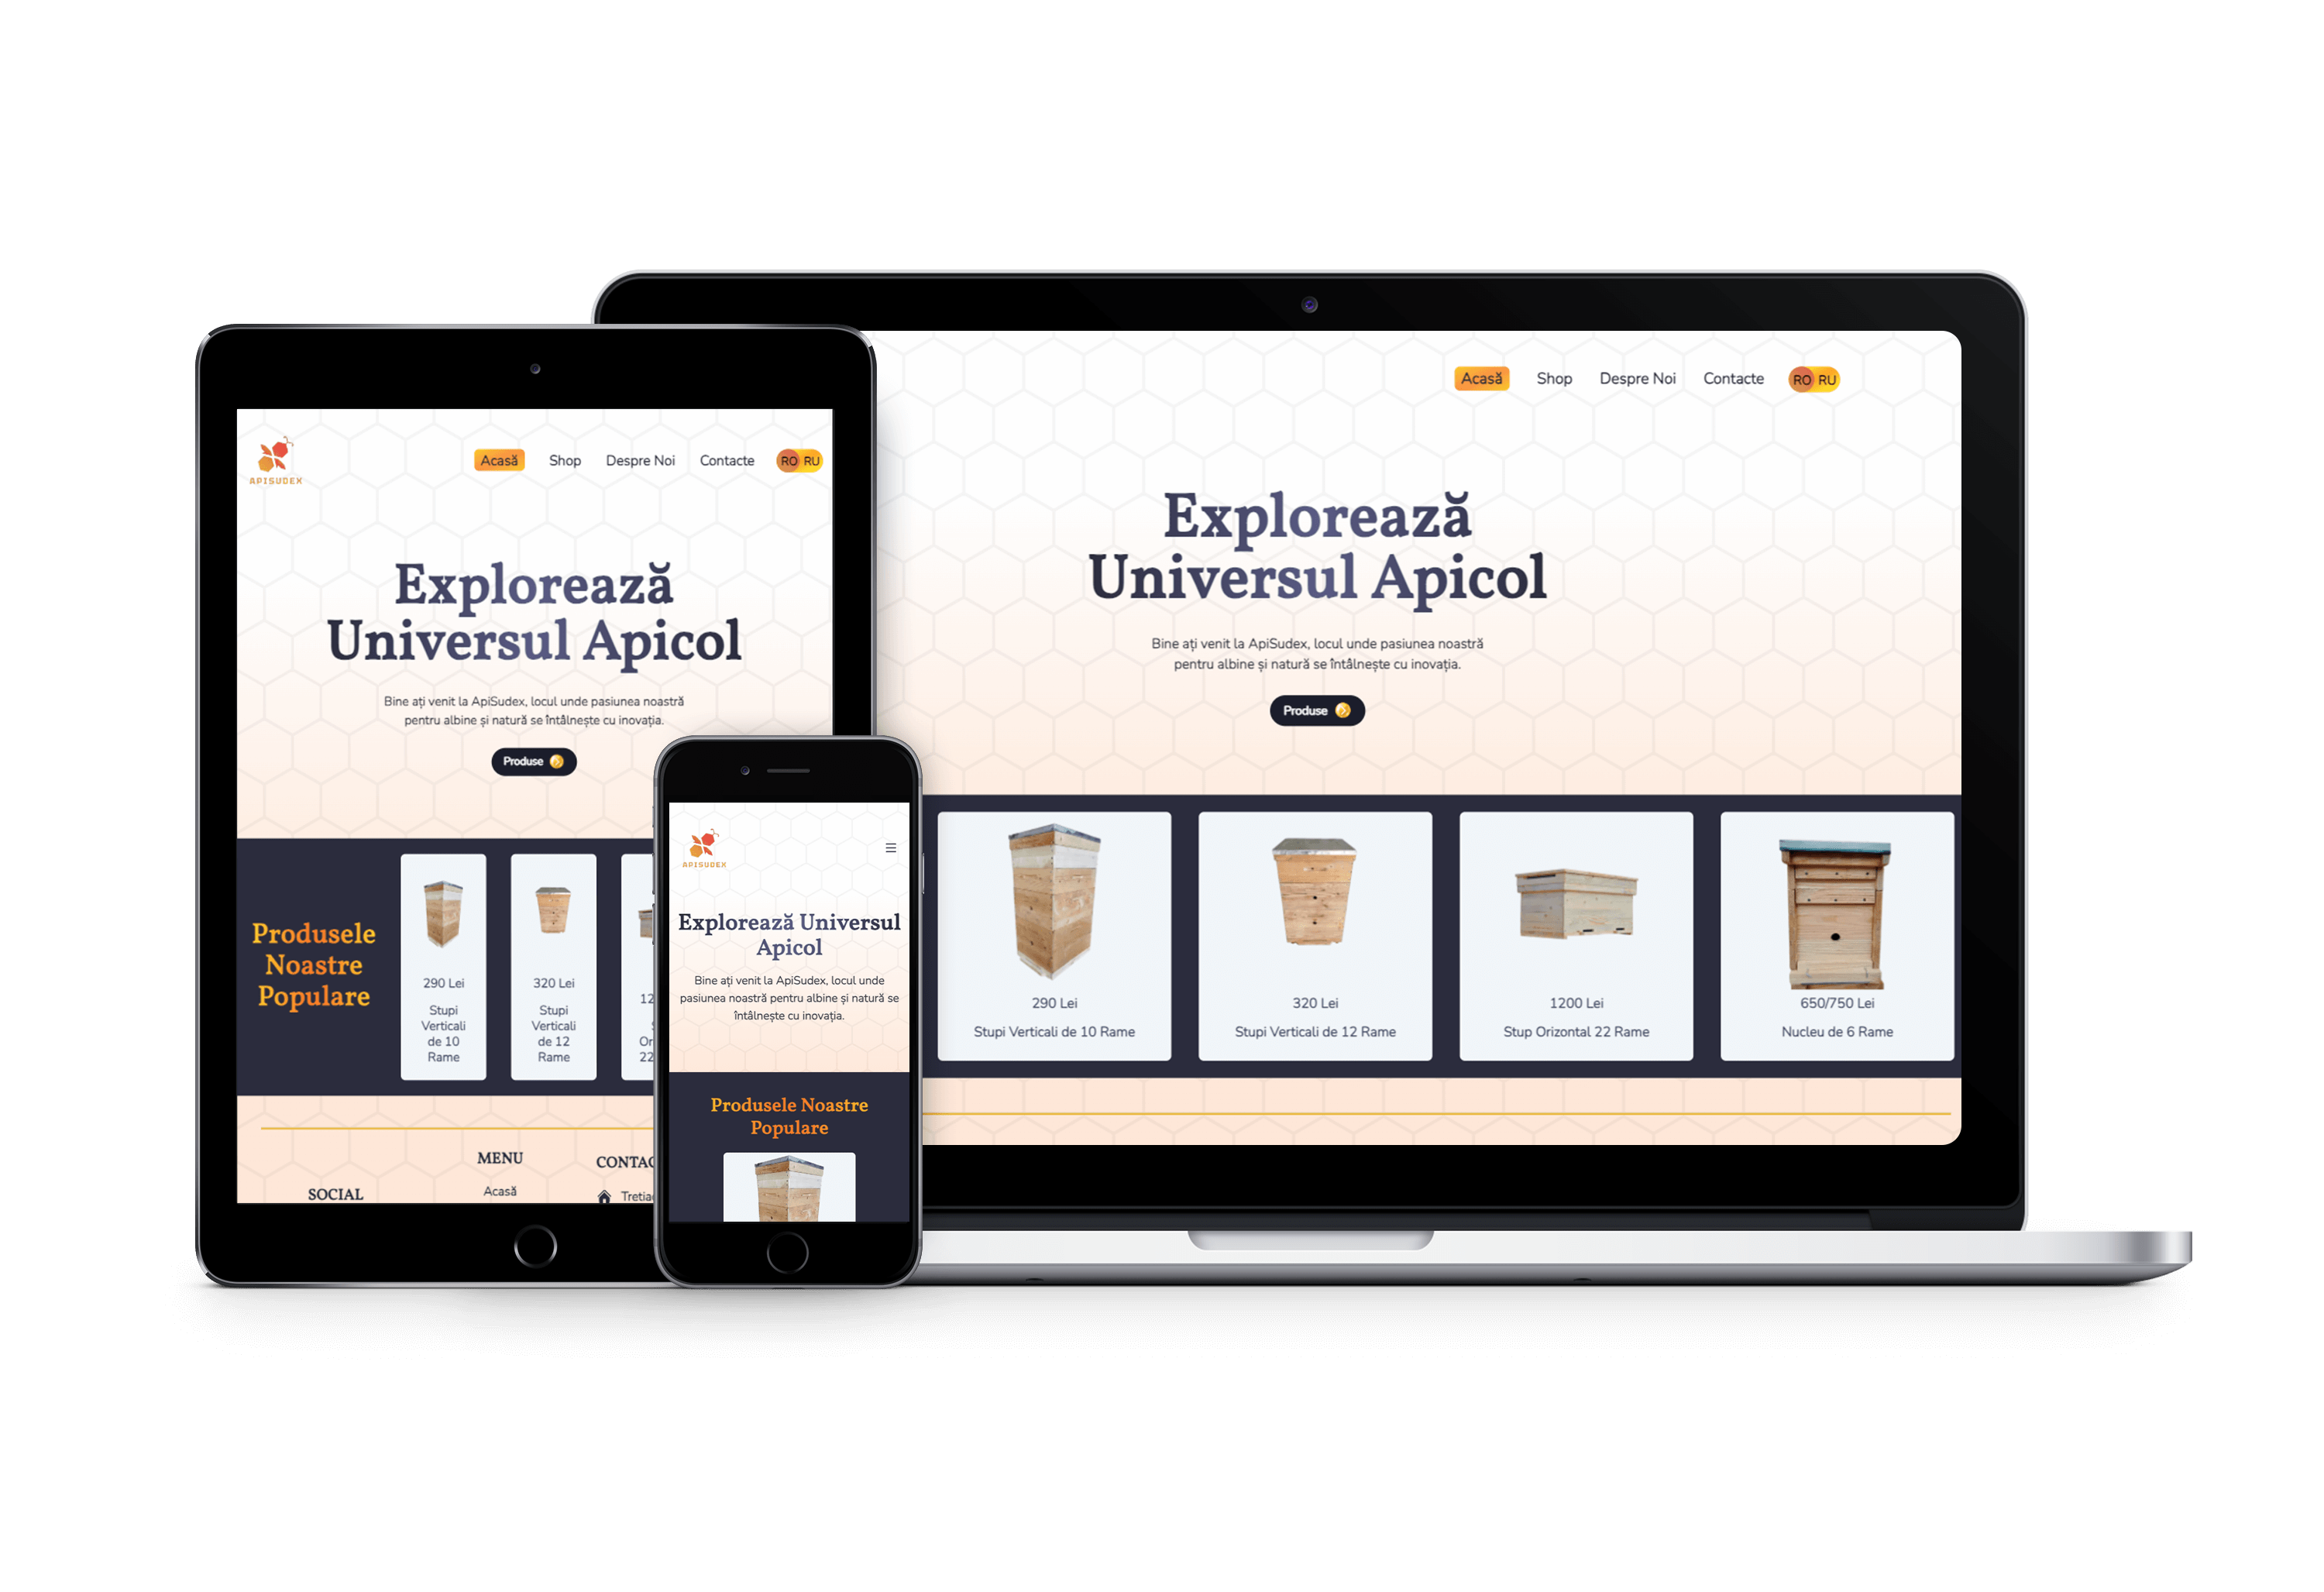 APISUDEX
Acasă Shop Despre Noi Contacte RO RU
Explorează
Universul Apicol
Bine ați venit la ApiSudex, locul unde pasiunea noastră
pentru albine și natură se întâlnește cu inovația.
Produse
Produsele
Noastre
Populare
290 Lei
Stupi
Verticali
de 10
Rame
320 Lei
Stupi
Verticali
de 12
Rame
SOCIAL
MENU
Acasă
APISUDEX
Explorează Universul
Apicol
Bine ați venit la ApiSudex, locul unde
pasiunea noastră pentru albine și natură se
întâlnește cu inovația.
Produsele Noastre
Populare
Acasă Shop Despre Noi Contacte RO RU
Explorează
Universul Apicol
Bine ați venit la ApiSudex, locul unde pasiunea noastră
pentru albine și natură se întâlnește cu inovația.
Produse
290 Lei
Stupi Verticali de 10 Rame
320 Lei
Stupi Verticali de 12 Rame
1200 Lei
Stup Orizontal 22 Rame
650/750 Lei
Nucleu de 6 Rame